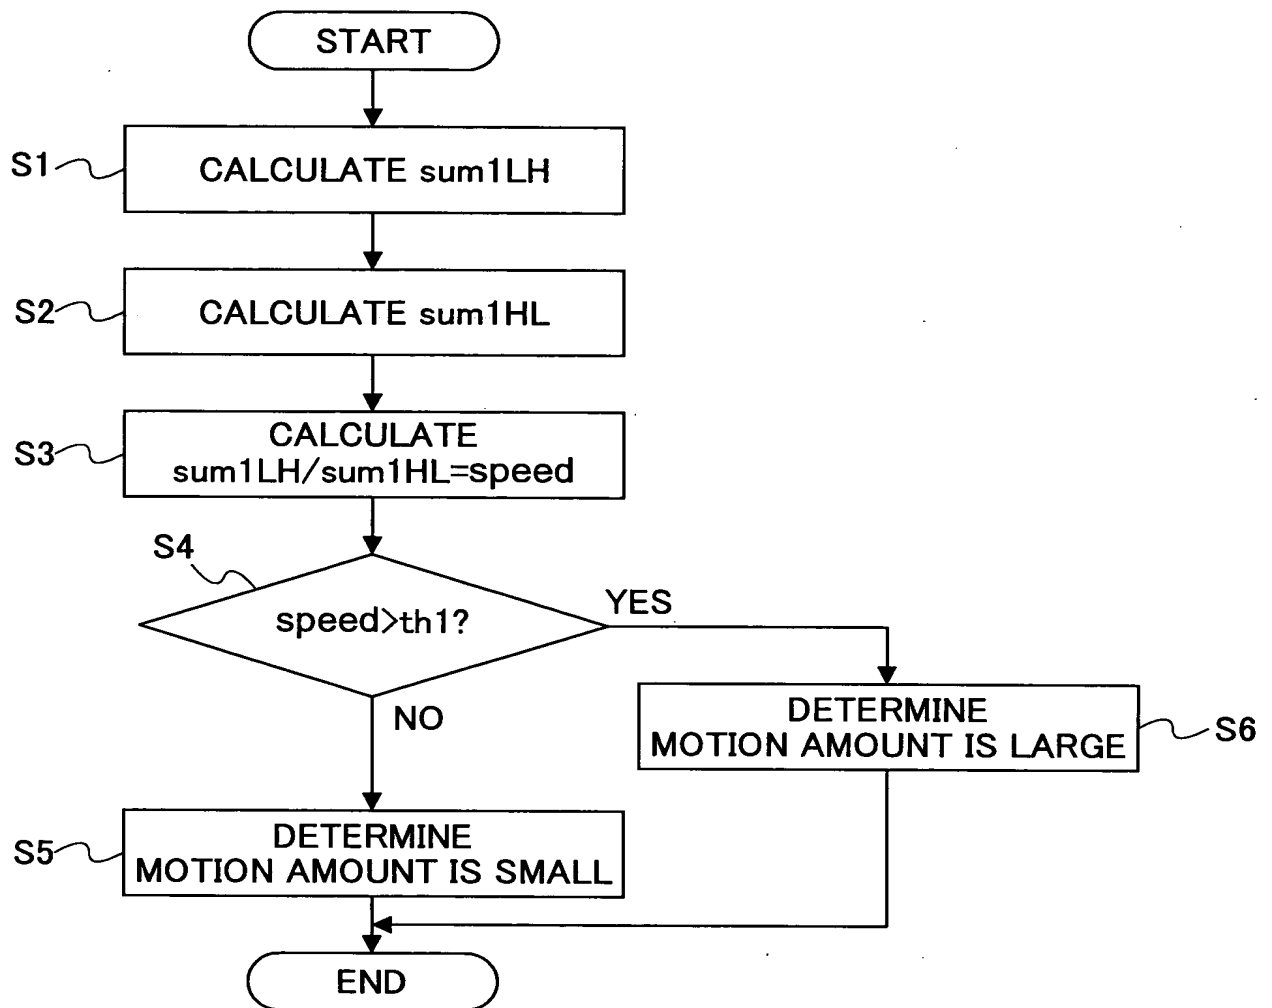 START
S1
CALCULATE sum1LH
S2
CALCULATE sum1HL
S3
CALCULATE
sum1LH/sum1HL=speed
S4
speed>th1?
YES
NO
DETERMINE
MOTION AMOUNT IS LARGE
S6
S5
DETERMINE
MOTION AMOUNT IS SMALL
END